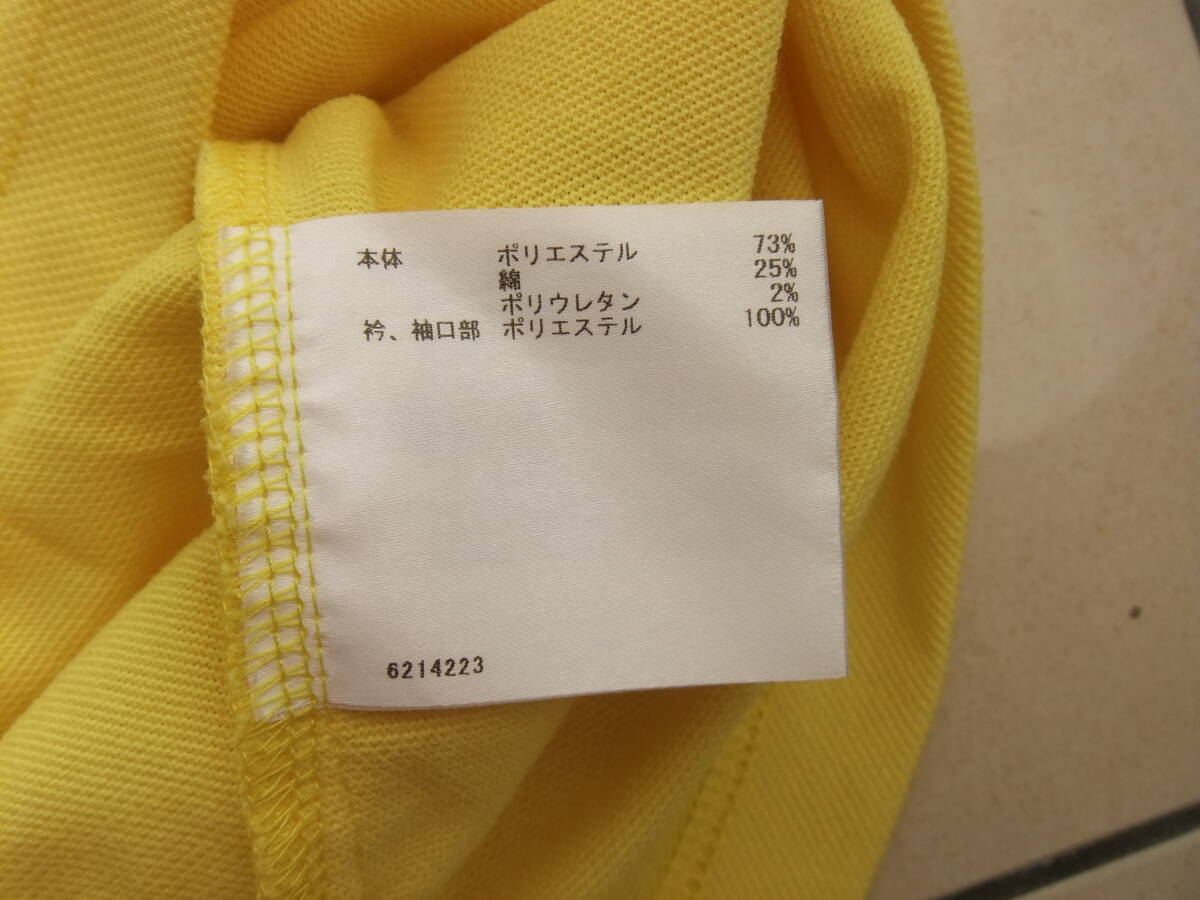 本体 ポリエステル 73%
綿 25%
ポリウレタン 2%
衿、袖口部 ポリエステル 100%
6214223